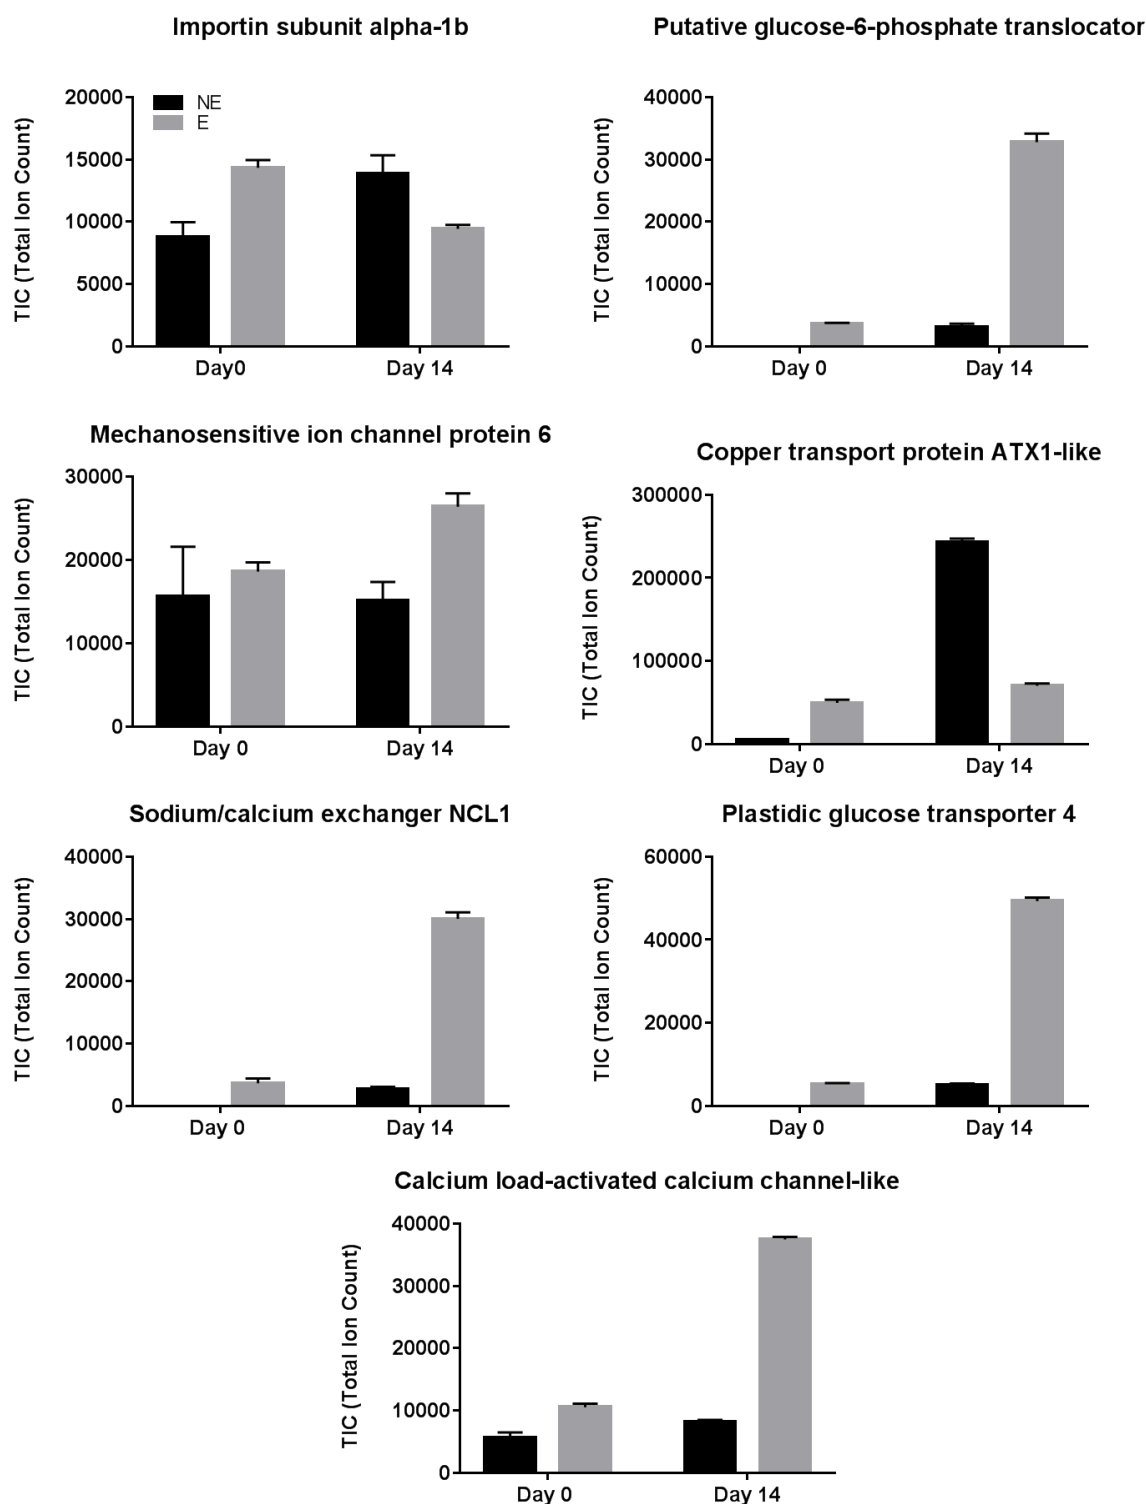 Importin subunit alpha-1b
TIC (Total Ion Count)
20000
15000
10000
5000
0
NE
E
Day0
Day 14
Putative glucose-6-phosphate translocator
TIC (Total Ion Count)
40000
30000
20000
10000
0
Day 0
Day 14
Mechanosensitive ion channel protein 6
TIC (Total Ion Count)
30000
20000
10000
0
Day 0
Day 14
Copper transport protein ATX1-like
TIC (Total Ion Count)
300000
200000
100000
0
Day 0
Day 14
Sodium/calcium exchanger NCL1
TIC (Total Ion Count)
40000
30000
20000
10000
0
Day 0
Day 14
Plastidic glucose transporter 4
TIC (Total Ion Count)
60000
40000
20000
0
Day 0
Day 14
Calcium load-activated calcium channel-like
TIC (Total Ion Count)
40000
30000
20000
10000
0
Day 0
Day 14